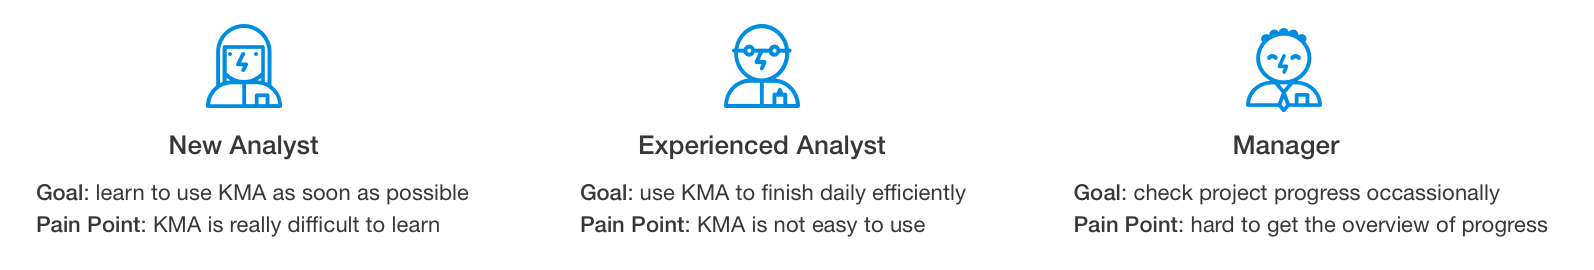 New Analyst
Goal: learn to use KMA as soon as possible
Pain Point: KMA is really difficult to learn
Experienced Analyst
Goal: use KMA to finish daily efficiently
Pain Point: KMA is not easy to use
Manager
Goal: check project progress occassionally
Pain Point: hard to get the overview of progress